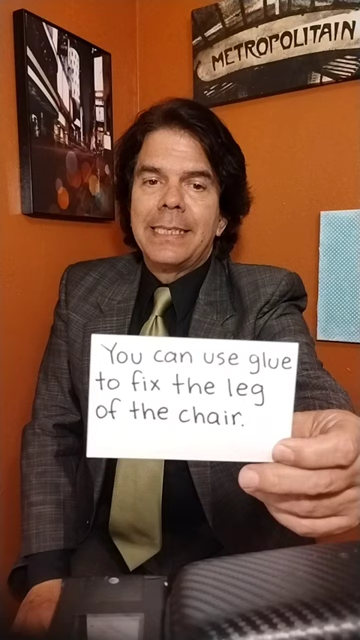 METROPOLITAIN
You can use glue
to fix the leg
of the chair.